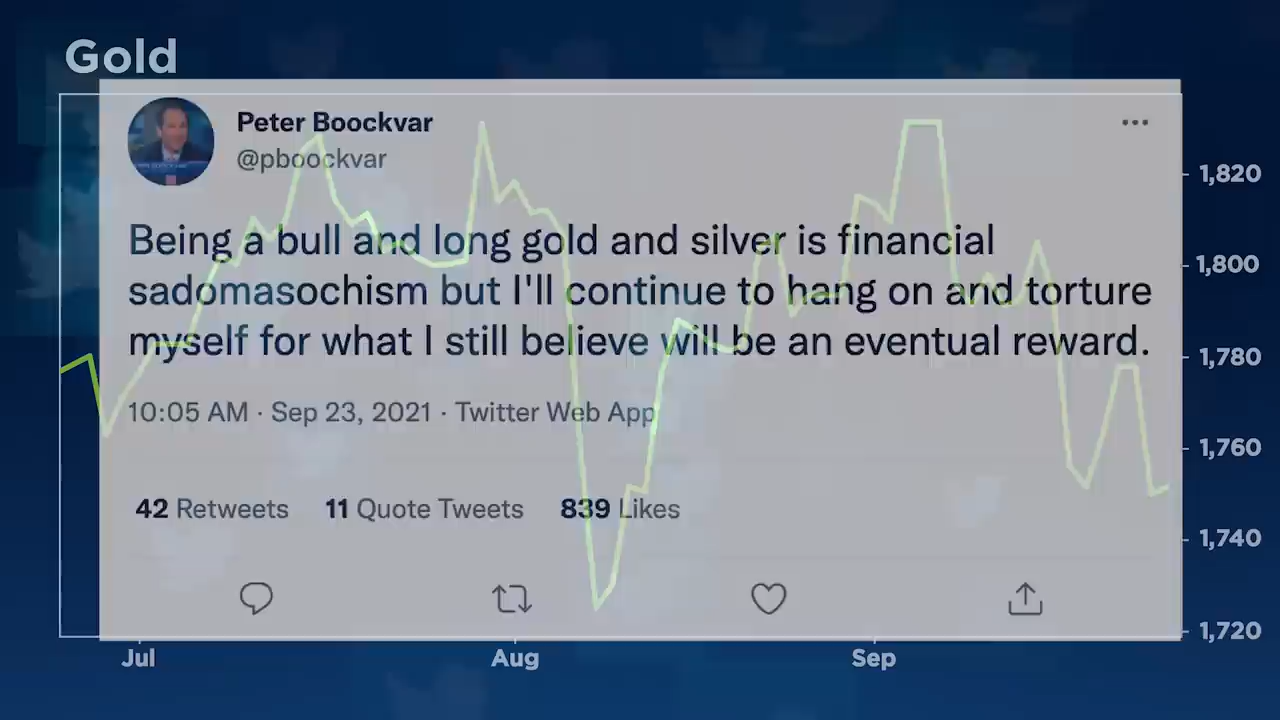 Gold
Peter Boockvar
@pboockvar
Being a bull and long gold and silver is financial
sadomasochism but I'll continue to hang on and torture
myself for what I still believe will be an eventual reward.
10:05 AM · Sep 23, 2021 · Twitter Web App
42 Retweets 11 Quote Tweets 839 Likes
1,820
1,800
1,780
1,760
1,740
1,720
Jul Aug Sep